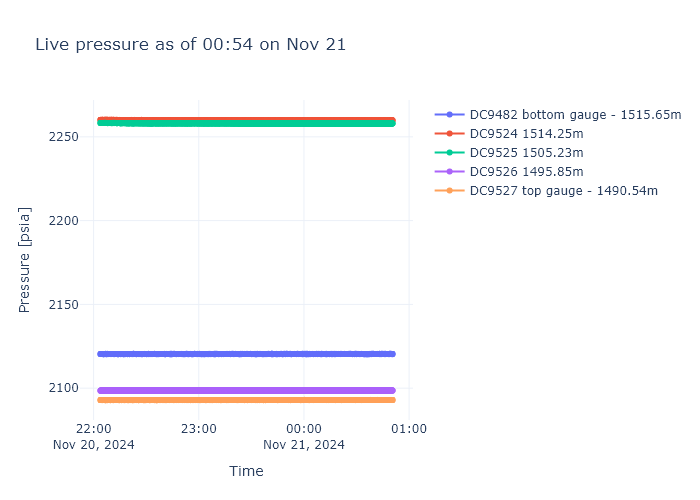 Live pressure as of 00:54 on Nov 21
DC9482 bottom gauge - 1515.65m
DC9524 1514.25m
DC9525 1505.23m
DC9526 1495.85m
DC9527 top gauge - 1490.54m
Pressure [psia]
2250
2200
2150
2100
22:00 23:00 00:00 01:00
Nov 20, 2024 Nov 21, 2024
Time